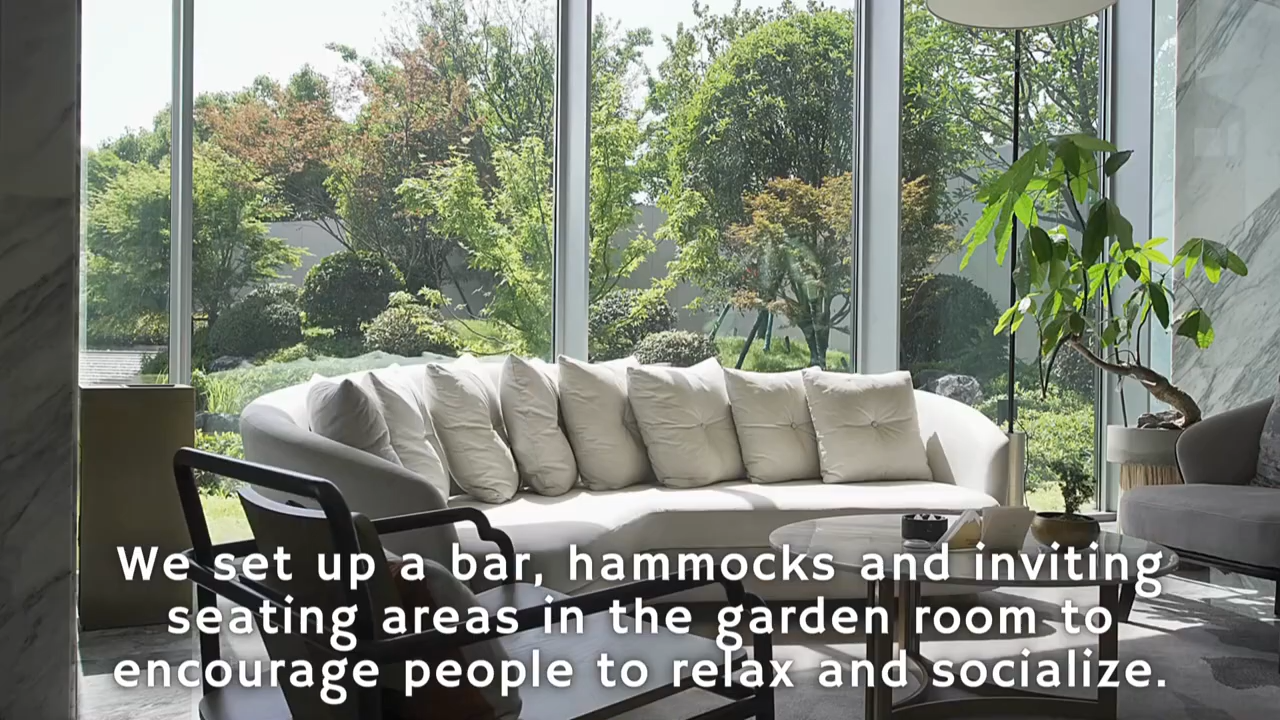 We set up a bar, hammocks and inviting
seating areas in the garden room to
encourage people to relax and socialize.